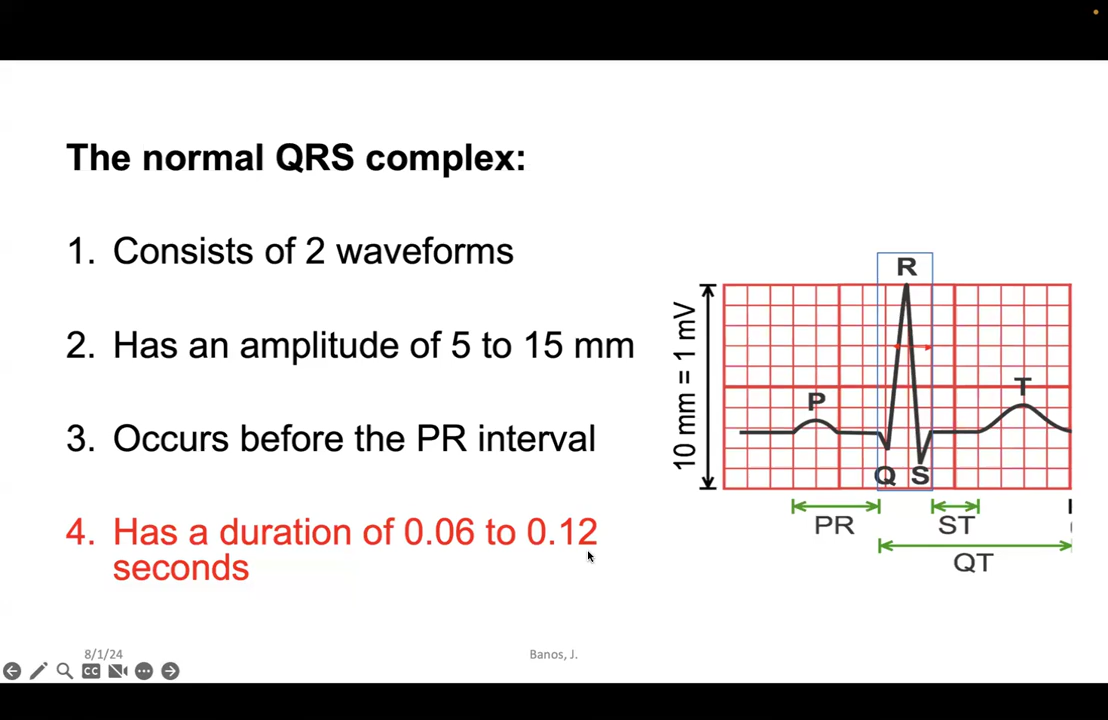 The normal QRS complex:
1. Consists of 2 waveforms
2. Has an amplitude of 5 to 15 mm
3. Occurs before the PR interval
4. Has a duration of 0.06 to 0.12
seconds
10 mm = 1 mV
R
P
T
Q S
PR
ST
QT
8/1/24
Banos, J.
CC